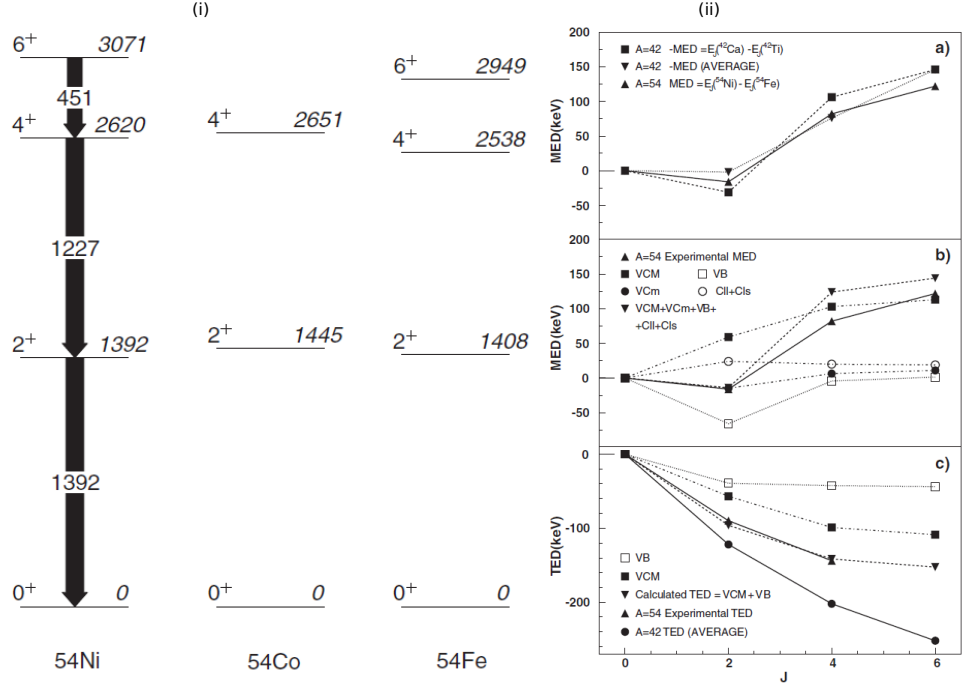 (i)
6+ 3071
451
4+ 2620
1227
2+ 1392
1392
0+ 0
54Ni
4+ 2651
2+ 1445
0+ 0
54Co
6+ 2949
4+ 2538
2+ 1408
0+ 0
54Fe
(ii)
a)
A=42 -MED =EJ(42Ca) -EJ(42Ti)
A=42 -MED (AVERAGE)
A=54 MED =EJ(54Ni)- EJ(54Fe)
MED(keV)
200
150
100
50
0
-50
b)
A=54 Experimental MED
VCM
VB
VCm
Cll+Cls
VCM+VCm+VB+
+Cll+Cls
MED(keV)
200
150
100
50
0
-50
c)
VB
VCM
Calculated TED =VCM+VB
A=54 Experimental TED
A=42 TED (AVERAGE)
TED(keV)
0
-100
-200
0 2 4 6
J